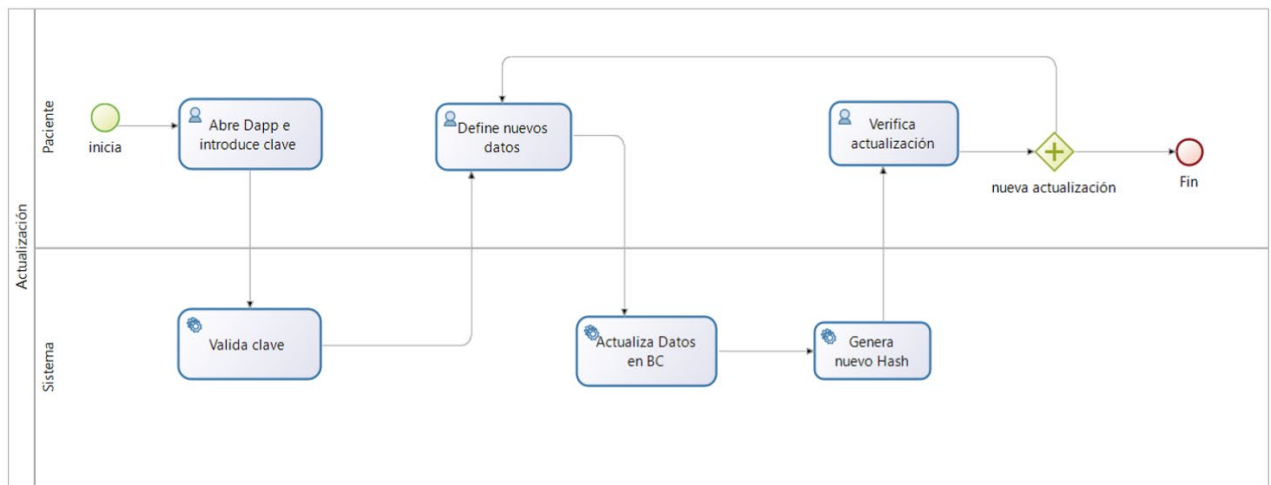 Actualización
Paciente
inicia
Abre Dapp e
introduce clave
Define nuevos
datos
Verifica
actualización
nueva actualización
Fin
Sistema
Valida clave
Actualiza Datos
en BC
Genera
nuevo Hash